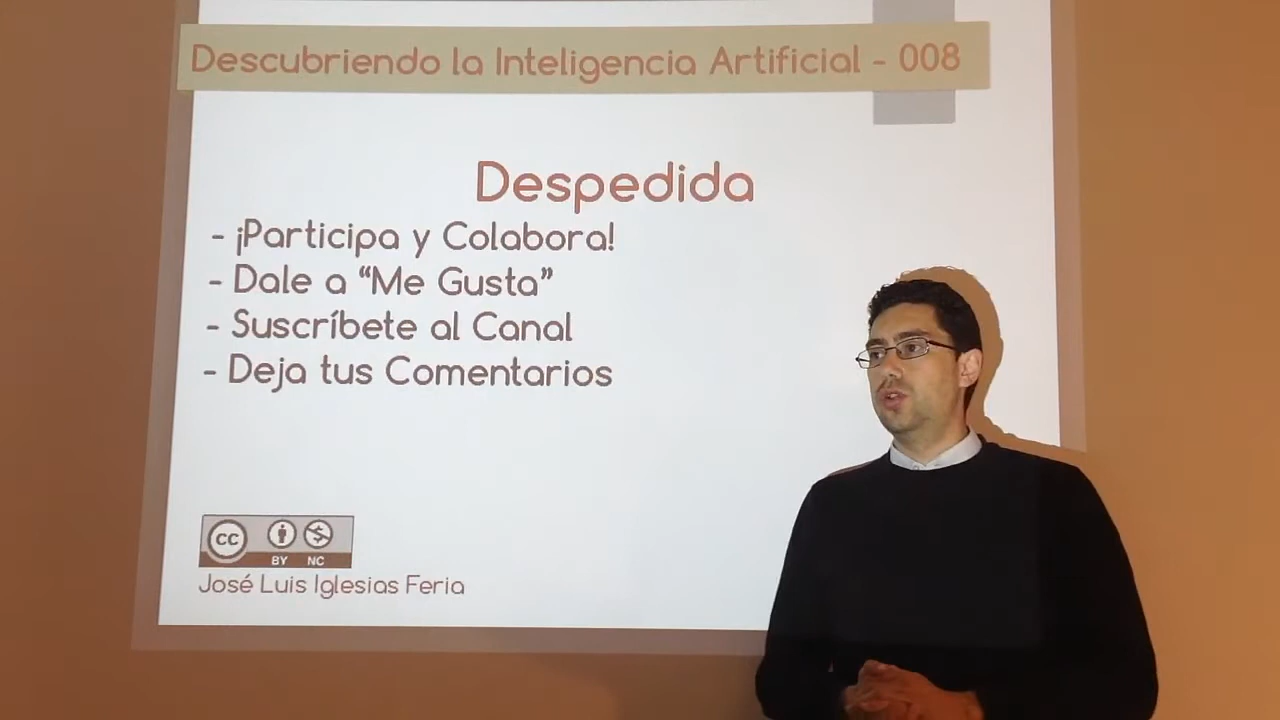 Descubriendo la Inteligencia Artificial - 008
Despedida
- ¡Participa y Colabora!
- Dale a “Me Gusta”
- Suscríbete al Canal
- Deja tus Comentarios
cc
BY NC
José Luis Iglesias Feria